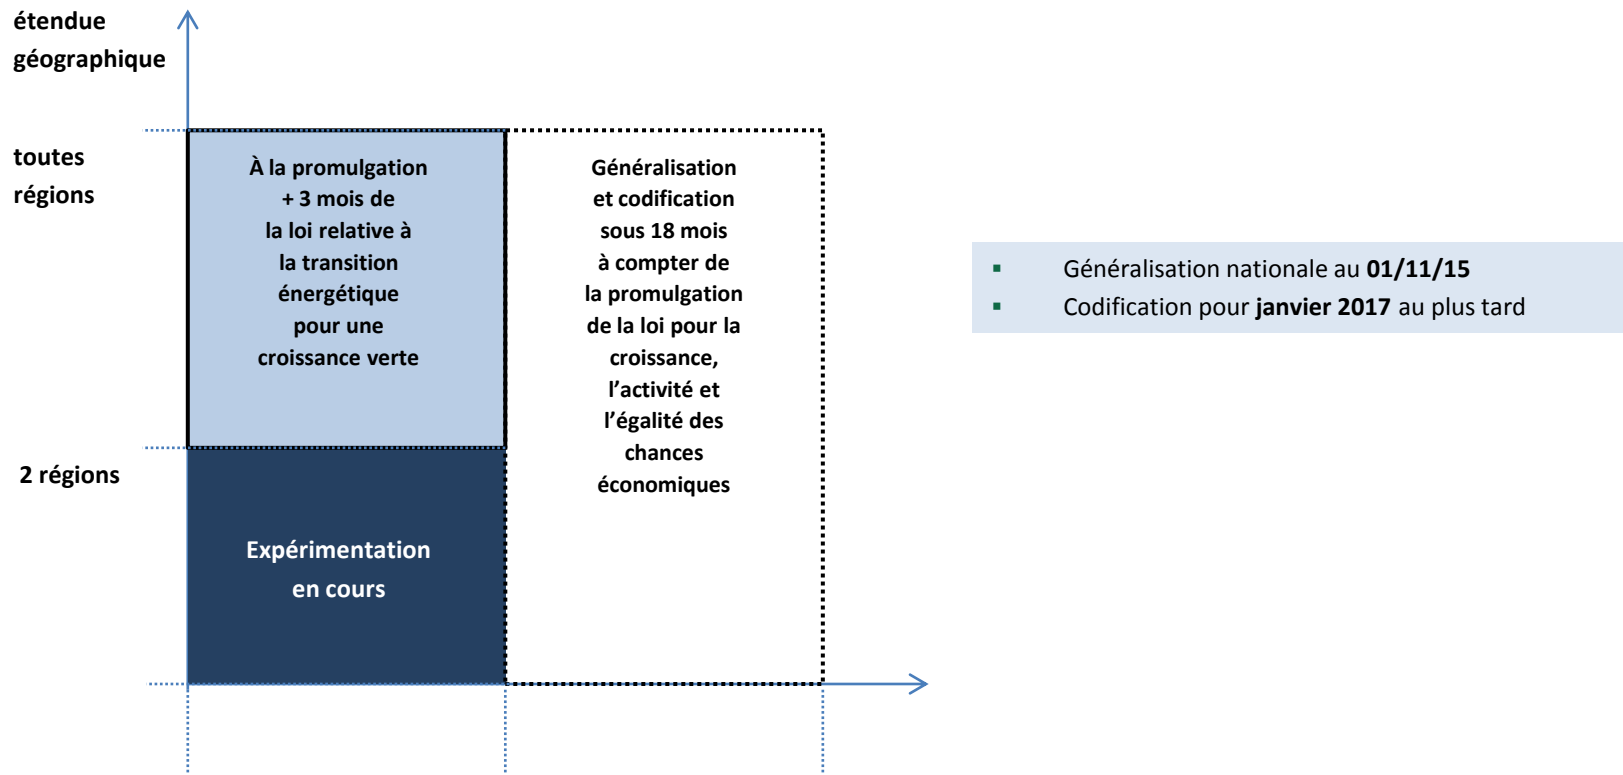 étendue
géographique
toutes
régions
2 régions
À la promulgation
+ 3 mois de
la loi relative à
la transition
énergétique
pour une
croissance verte
Expérimentation
en cours
Généralisation
et codification
sous 18 mois
à compter de
la promulgation
de la loi pour la
croissance,
l’activité et
l’égalité des
chances
économiques
▪ Généralisation nationale au 01/11/15
▪ Codification pour janvier 2017 au plus tard